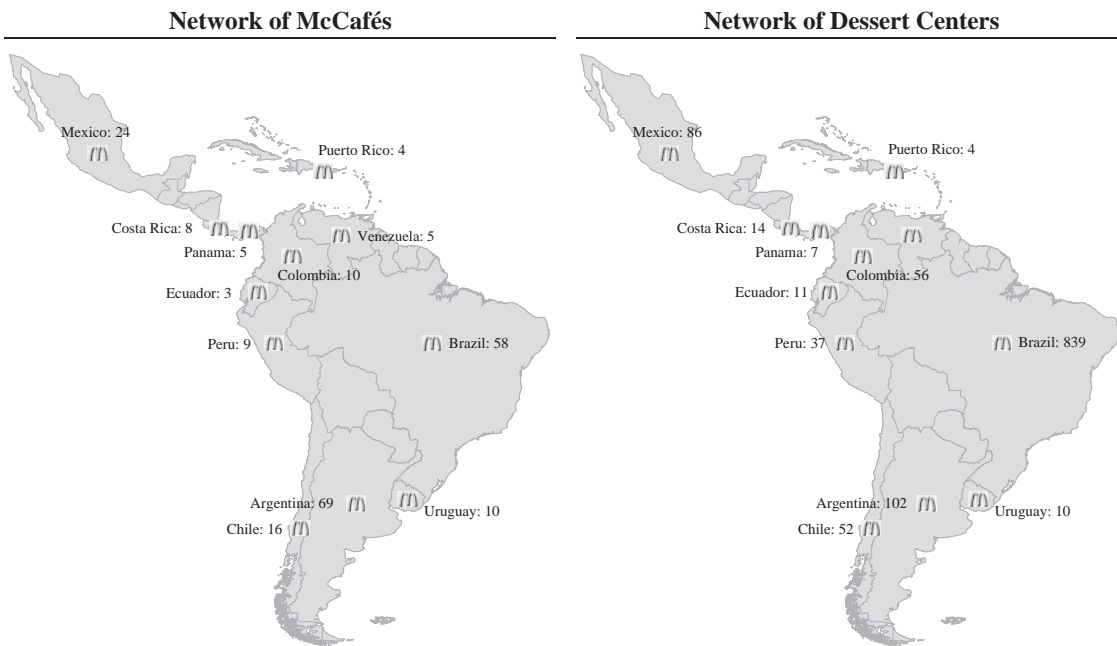 Network of McCafés
Mexico: 24
Puerto Rico: 4
Costa Rica: 8
Venezuela: 5
Panama: 5
Colombia: 10
Ecuador: 3
Peru: 9
Brazil: 58
Argentina: 69
Uruguay: 10
Chile: 16
Network of Dessert Centers
Mexico: 86
Puerto Rico: 4
Costa Rica: 14
Panama: 7
Colombia: 56
Ecuador: 11
Peru: 37
Brazil: 839
Argentina: 102
Uruguay: 10
Chile: 52